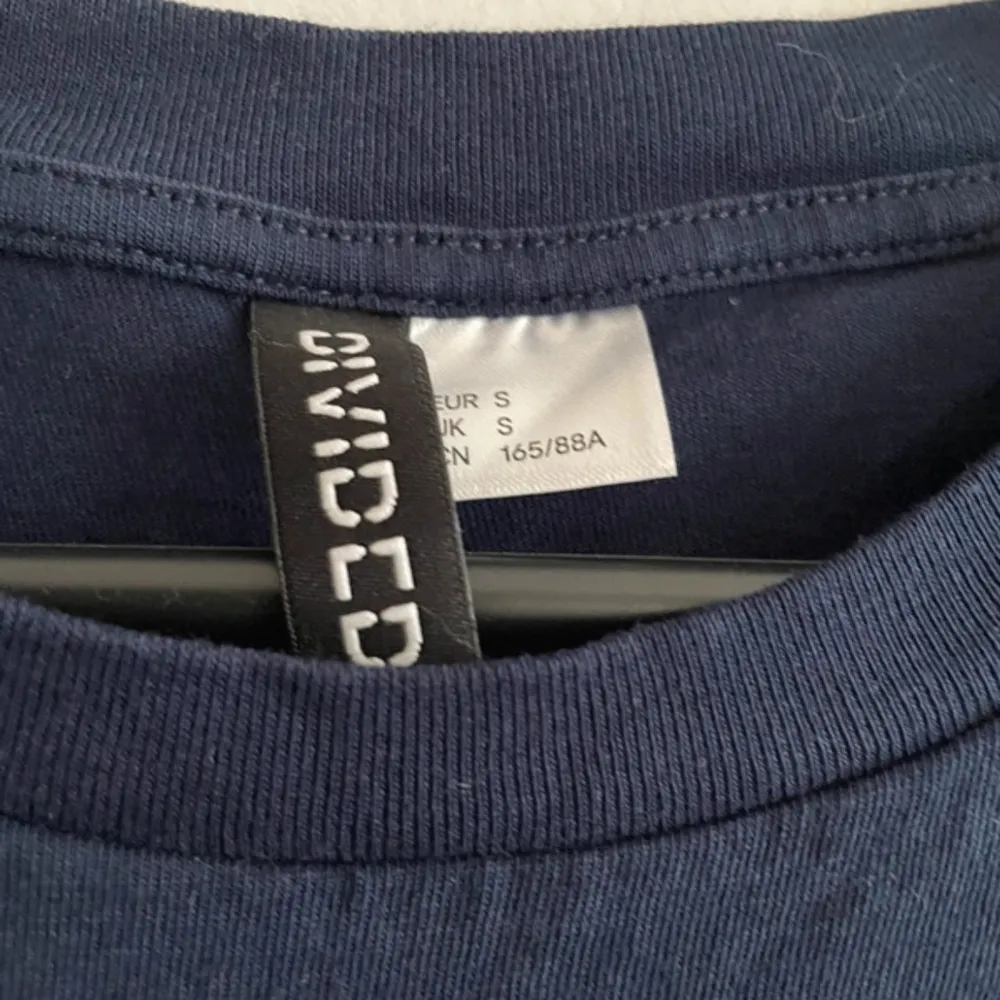 DIVIDED
EUR S
UK S
CN 165/88A